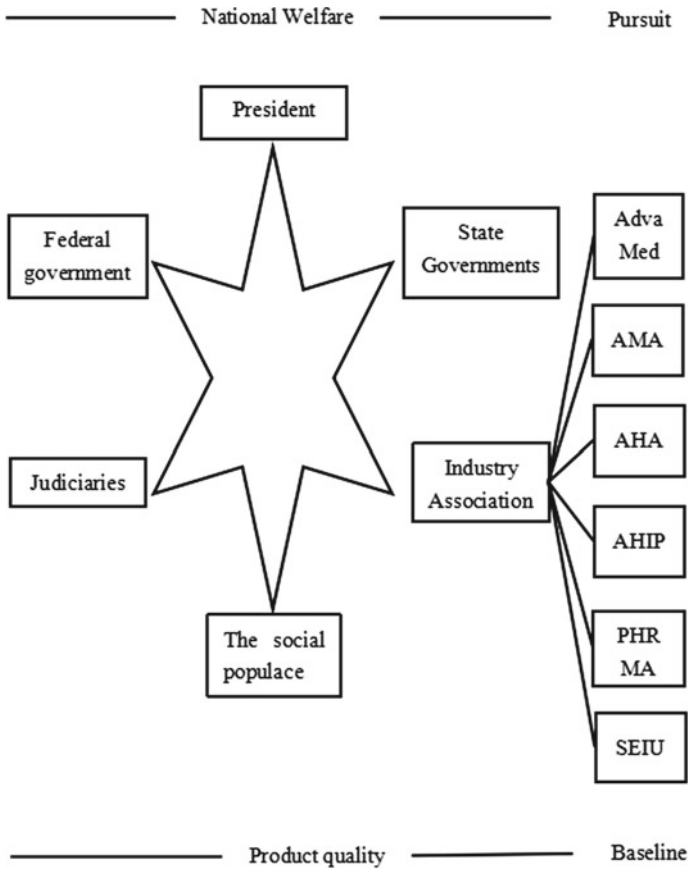 National Welfare
Pursuit
President
Federal
government
State
Governments
Adva
Med
AMA
AHA
Judiciaries
Industry
Association
AHIP
The social
populace
PHR
MA
SEIU
Product quality
Baseline